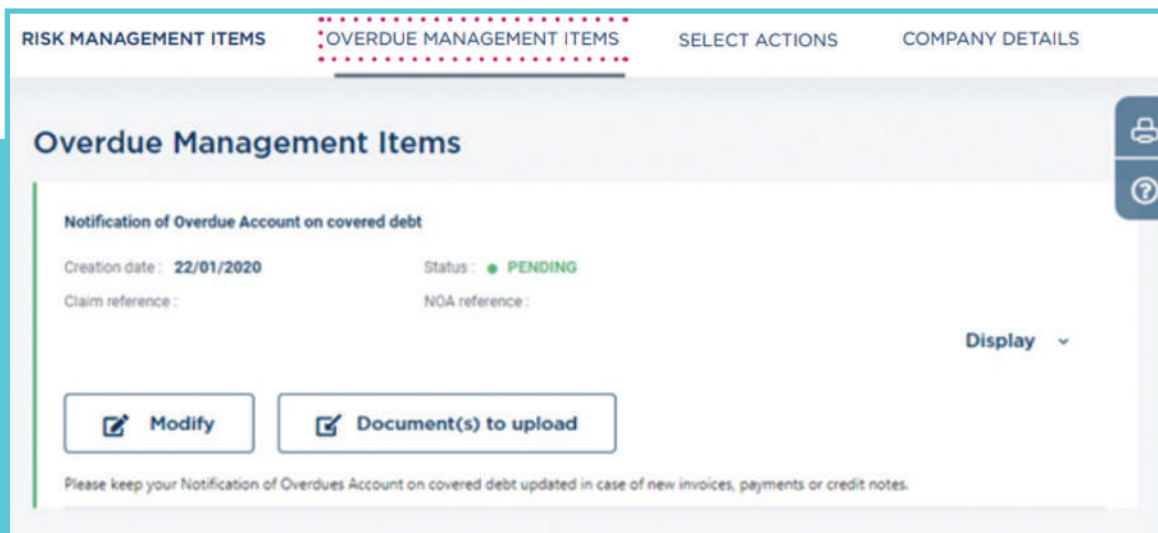 RISK MANAGEMENT ITEMS OVERDUE MANAGEMENT ITEMS SELECT ACTIONS COMPANY DETAILS
Overdue Management Items
Notification of Overdue Account on covered debt
Creation date : 22/01/2020 Status : PENDING
Claim reference : NOA reference :
Display
Modify Document(s) to upload
Please keep your Notification of Overdues Account on covered debt updated in case of new invoices, payments or credit notes.